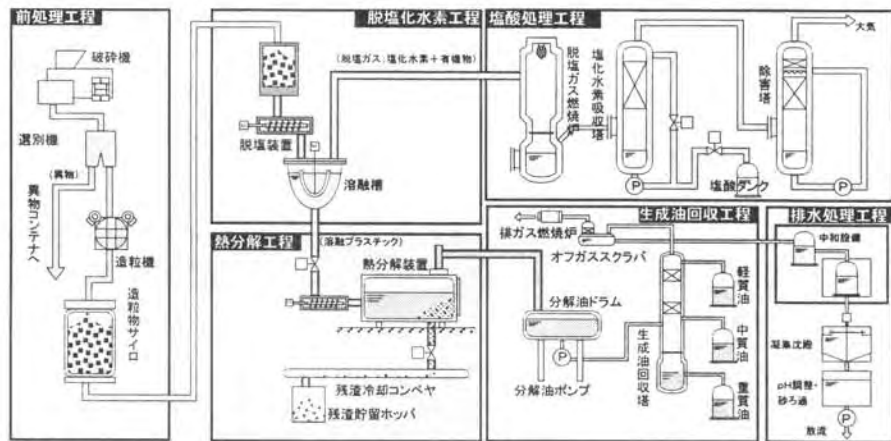 前処理工程
破砕機
選別機
(異物)
異物コンテナへ
造粒機
造粒物サイロ
脱塩化水素工程
(脱塩ガス:塩化水素+有機物)
脱塩装置
溶融槽
塩酸処理工程
脱塩ガス燃焼炉
塩化水素吸収塔
除害塔
大気
塩酸タンク
P
P
熱分解工程
(溶融プラスチック)
熱分解装置
残渣冷却コンベヤ
残渣貯留ホッパ
生成油回収工程
排ガス燃焼炉
オフガススクラバ
分解油ドラム
P
分解油ポンプ
生成油回収塔
軽質油
中質油
重質油
排水処理工程
中和設備
凝集沈殿
pH調整・
砂ろ過
P
放流